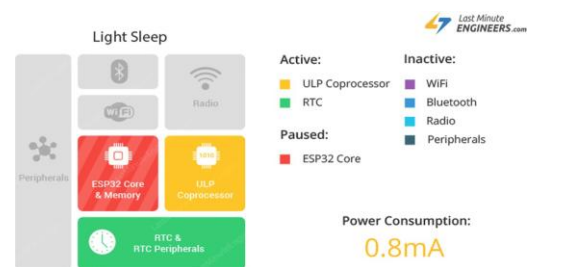 Last Minute
ENGINEERS.com
Light Sleep
WiFi
Radio
Peripherals
ESP32 Core
& Memory
ULP
Coprocessor
RTC &
RTC Peripherals
Active:
ULP Coprocessor
RTC
Paused:
ESP32 Core
Inactive:
WiFi
Bluetooth
Radio
Peripherals
Power Consumption:
0.8mA